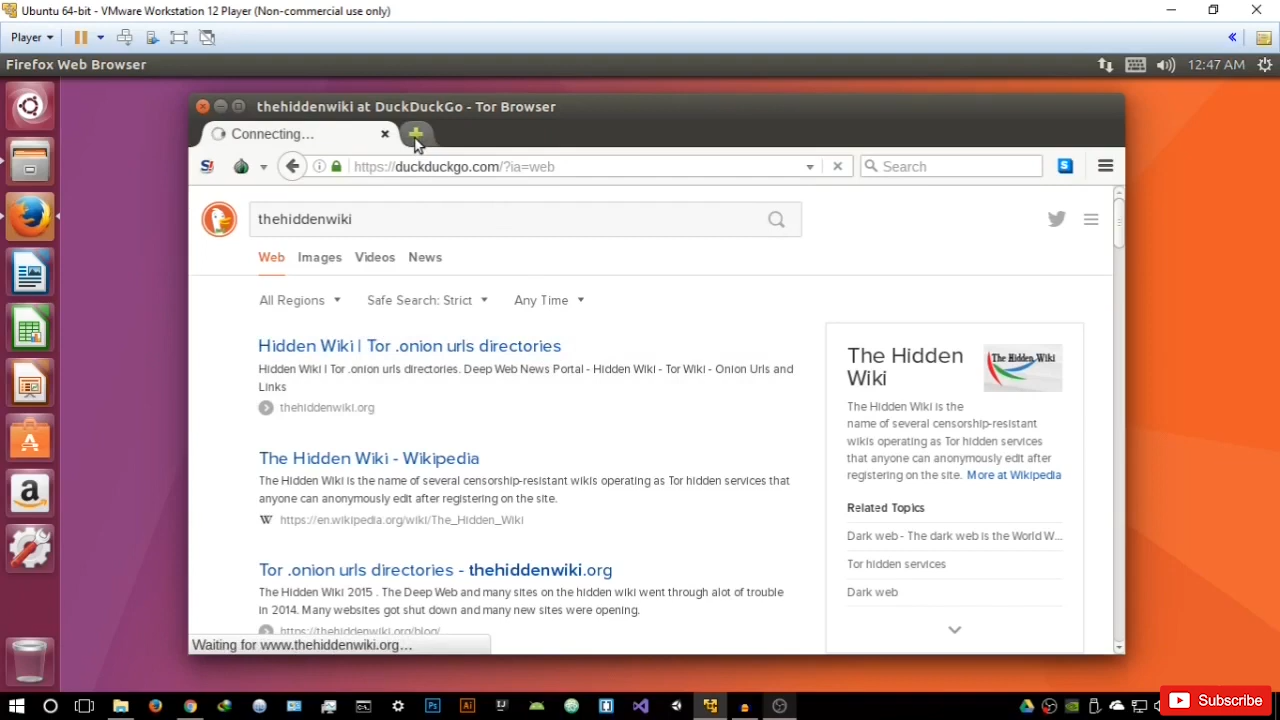 Ubuntu 64-bit - VMware Workstation 12 Player (Non-commercial use only)
Player
Firefox Web Browser
12:47 AM
thehiddenwiki at DuckDuckGo - Tor Browser
Connecting...
https://duckduckgo.com/?ia=web
Search
thehiddenwiki
Web Images Videos News
All Regions Safe Search: Strict Any Time
Hidden Wiki | Tor .onion urls directories
Hidden Wiki | Tor .onion urls directories. Deep Web News Portal - Hidden Wiki - Tor Wiki - Onion Urls and
Links
thehiddenwiki.org
The Hidden Wiki - Wikipedia
The Hidden Wiki is the name of several censorship-resistant wikis operating as Tor hidden services that
anyone can anonymously edit after registering on the site.
W https://en.wikipedia.org/wiki/The_Hidden_Wiki
Tor .onion urls directories - thehiddenwiki.org
The Hidden Wiki 2015 . The Deep Web and many sites on the hidden wiki went through alot of trouble
in 2014. Many websites got shut down and many new sites were opening.
https://thehiddenwiki.org/blog/
Waiting for www.thehiddenwiki.org...
The Hidden
Wiki
The Hidden Wiki
The Hidden Wiki is the
name of several censorship-resistant
wikis operating as Tor hidden services
that anyone can anonymously edit after
registering on the site. More at Wikipedia
Related Topics
Dark web - The dark web is the World W...
Tor hidden services
Dark web
Subscribe